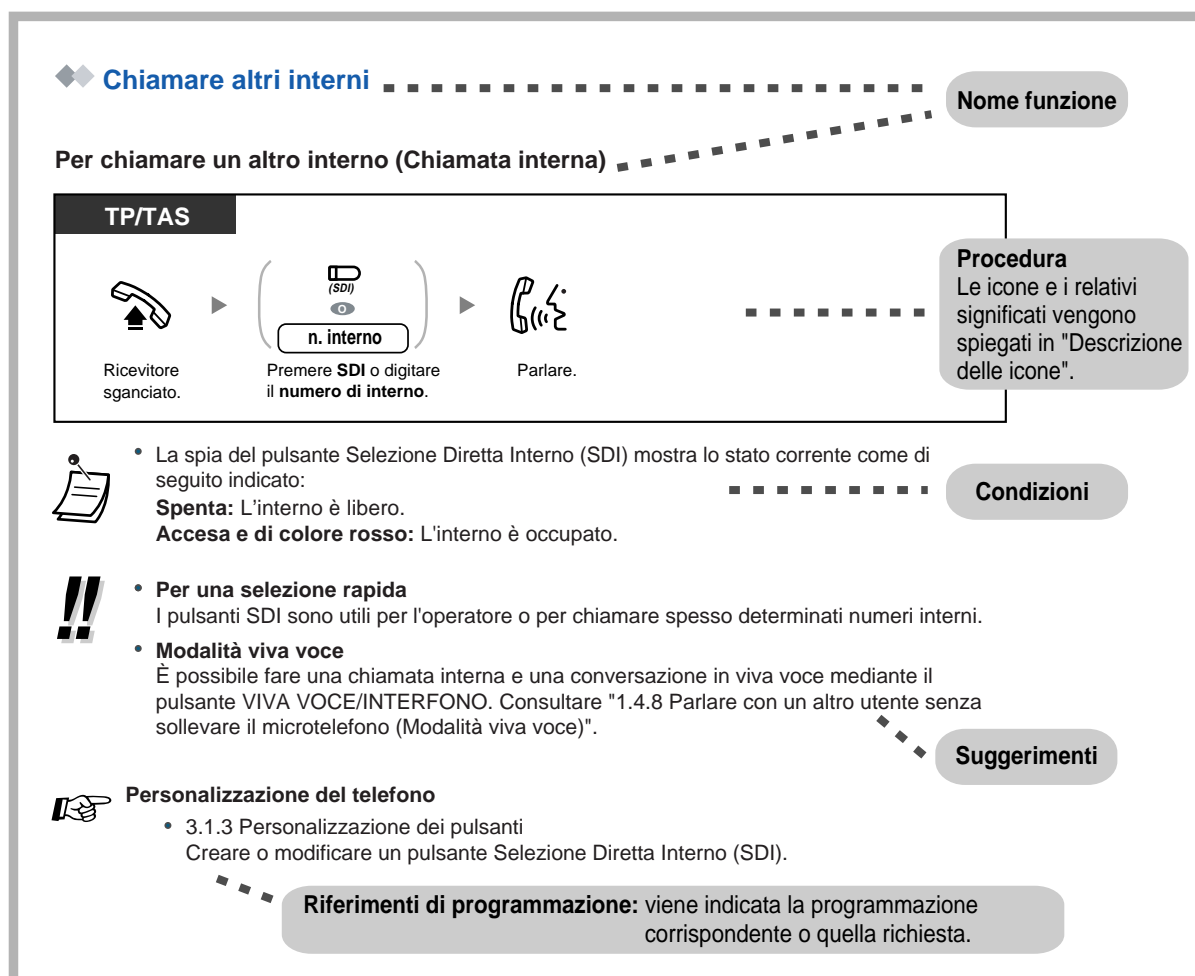 Chiamare altri interni
Nome funzione
Per chiamare un altro interno (Chiamata interna)
TP/TAS
(SDI)
O
n. interno
Ricevitore
sganciato.
Premere SDI o digitare
il numero di interno.
Parlare.
Procedura
Le icone e i relativi
significati vengono
spiegati in "Descrizione
delle icone".
• La spia del pulsante Selezione Diretta Interno (SDI) mostra lo stato corrente come di
seguito indicato:
Spenta: L'interno è libero.
Accesa e di colore rosso: L'interno è occupato.
Condizioni
!!
• Per una selezione rapida
I pulsanti SDI sono utili per l'operatore o per chiamare spesso determinati numeri interni.
• Modalità viva voce
È possibile fare una chiamata interna e una conversazione in viva voce mediante il
pulsante VIVA VOCE/INTERFONO. Consultare "1.4.8 Parlare con un altro utente senza
sollevare il microtelefono (Modalità viva voce)".
Suggerimenti
Personalizzazione del telefono
• 3.1.3 Personalizzazione dei pulsanti
Creare o modificare un pulsante Selezione Diretta Interno (SDI).
Riferimenti di programmazione: viene indicata la programmazione
corrispondente o quella richiesta.